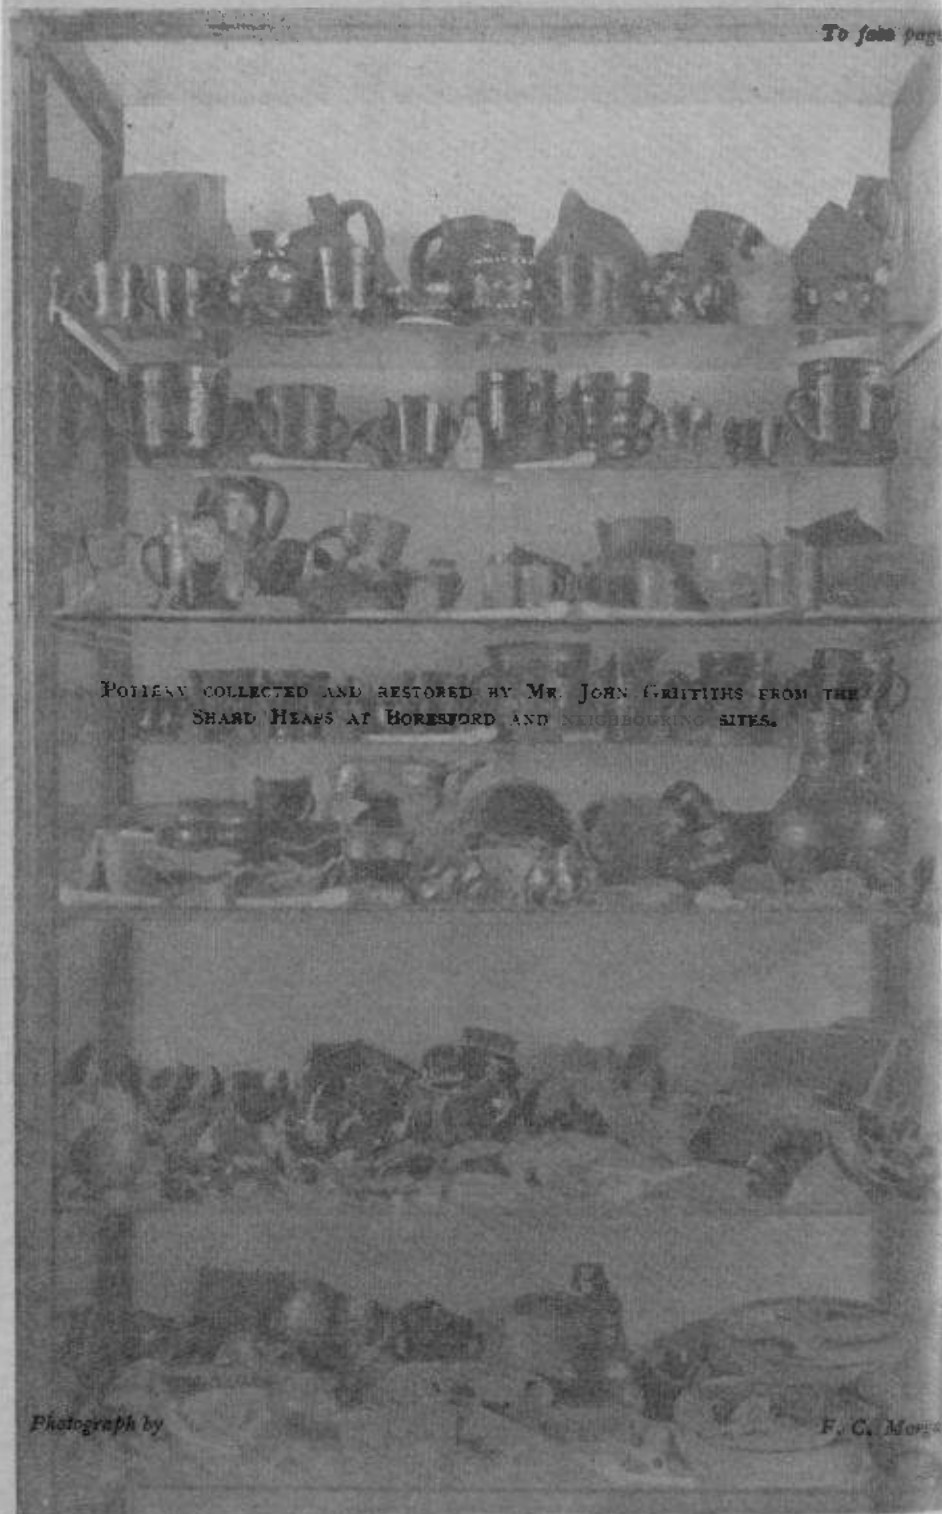 To face page
POTTERY COLLECTED AND RESTORED BY MR. JOHN GRIFFITHS FROM THE
SHARD HEAPS AT BORESFORD AND NEIGHBOURING SITES.
Photograph by F. C.